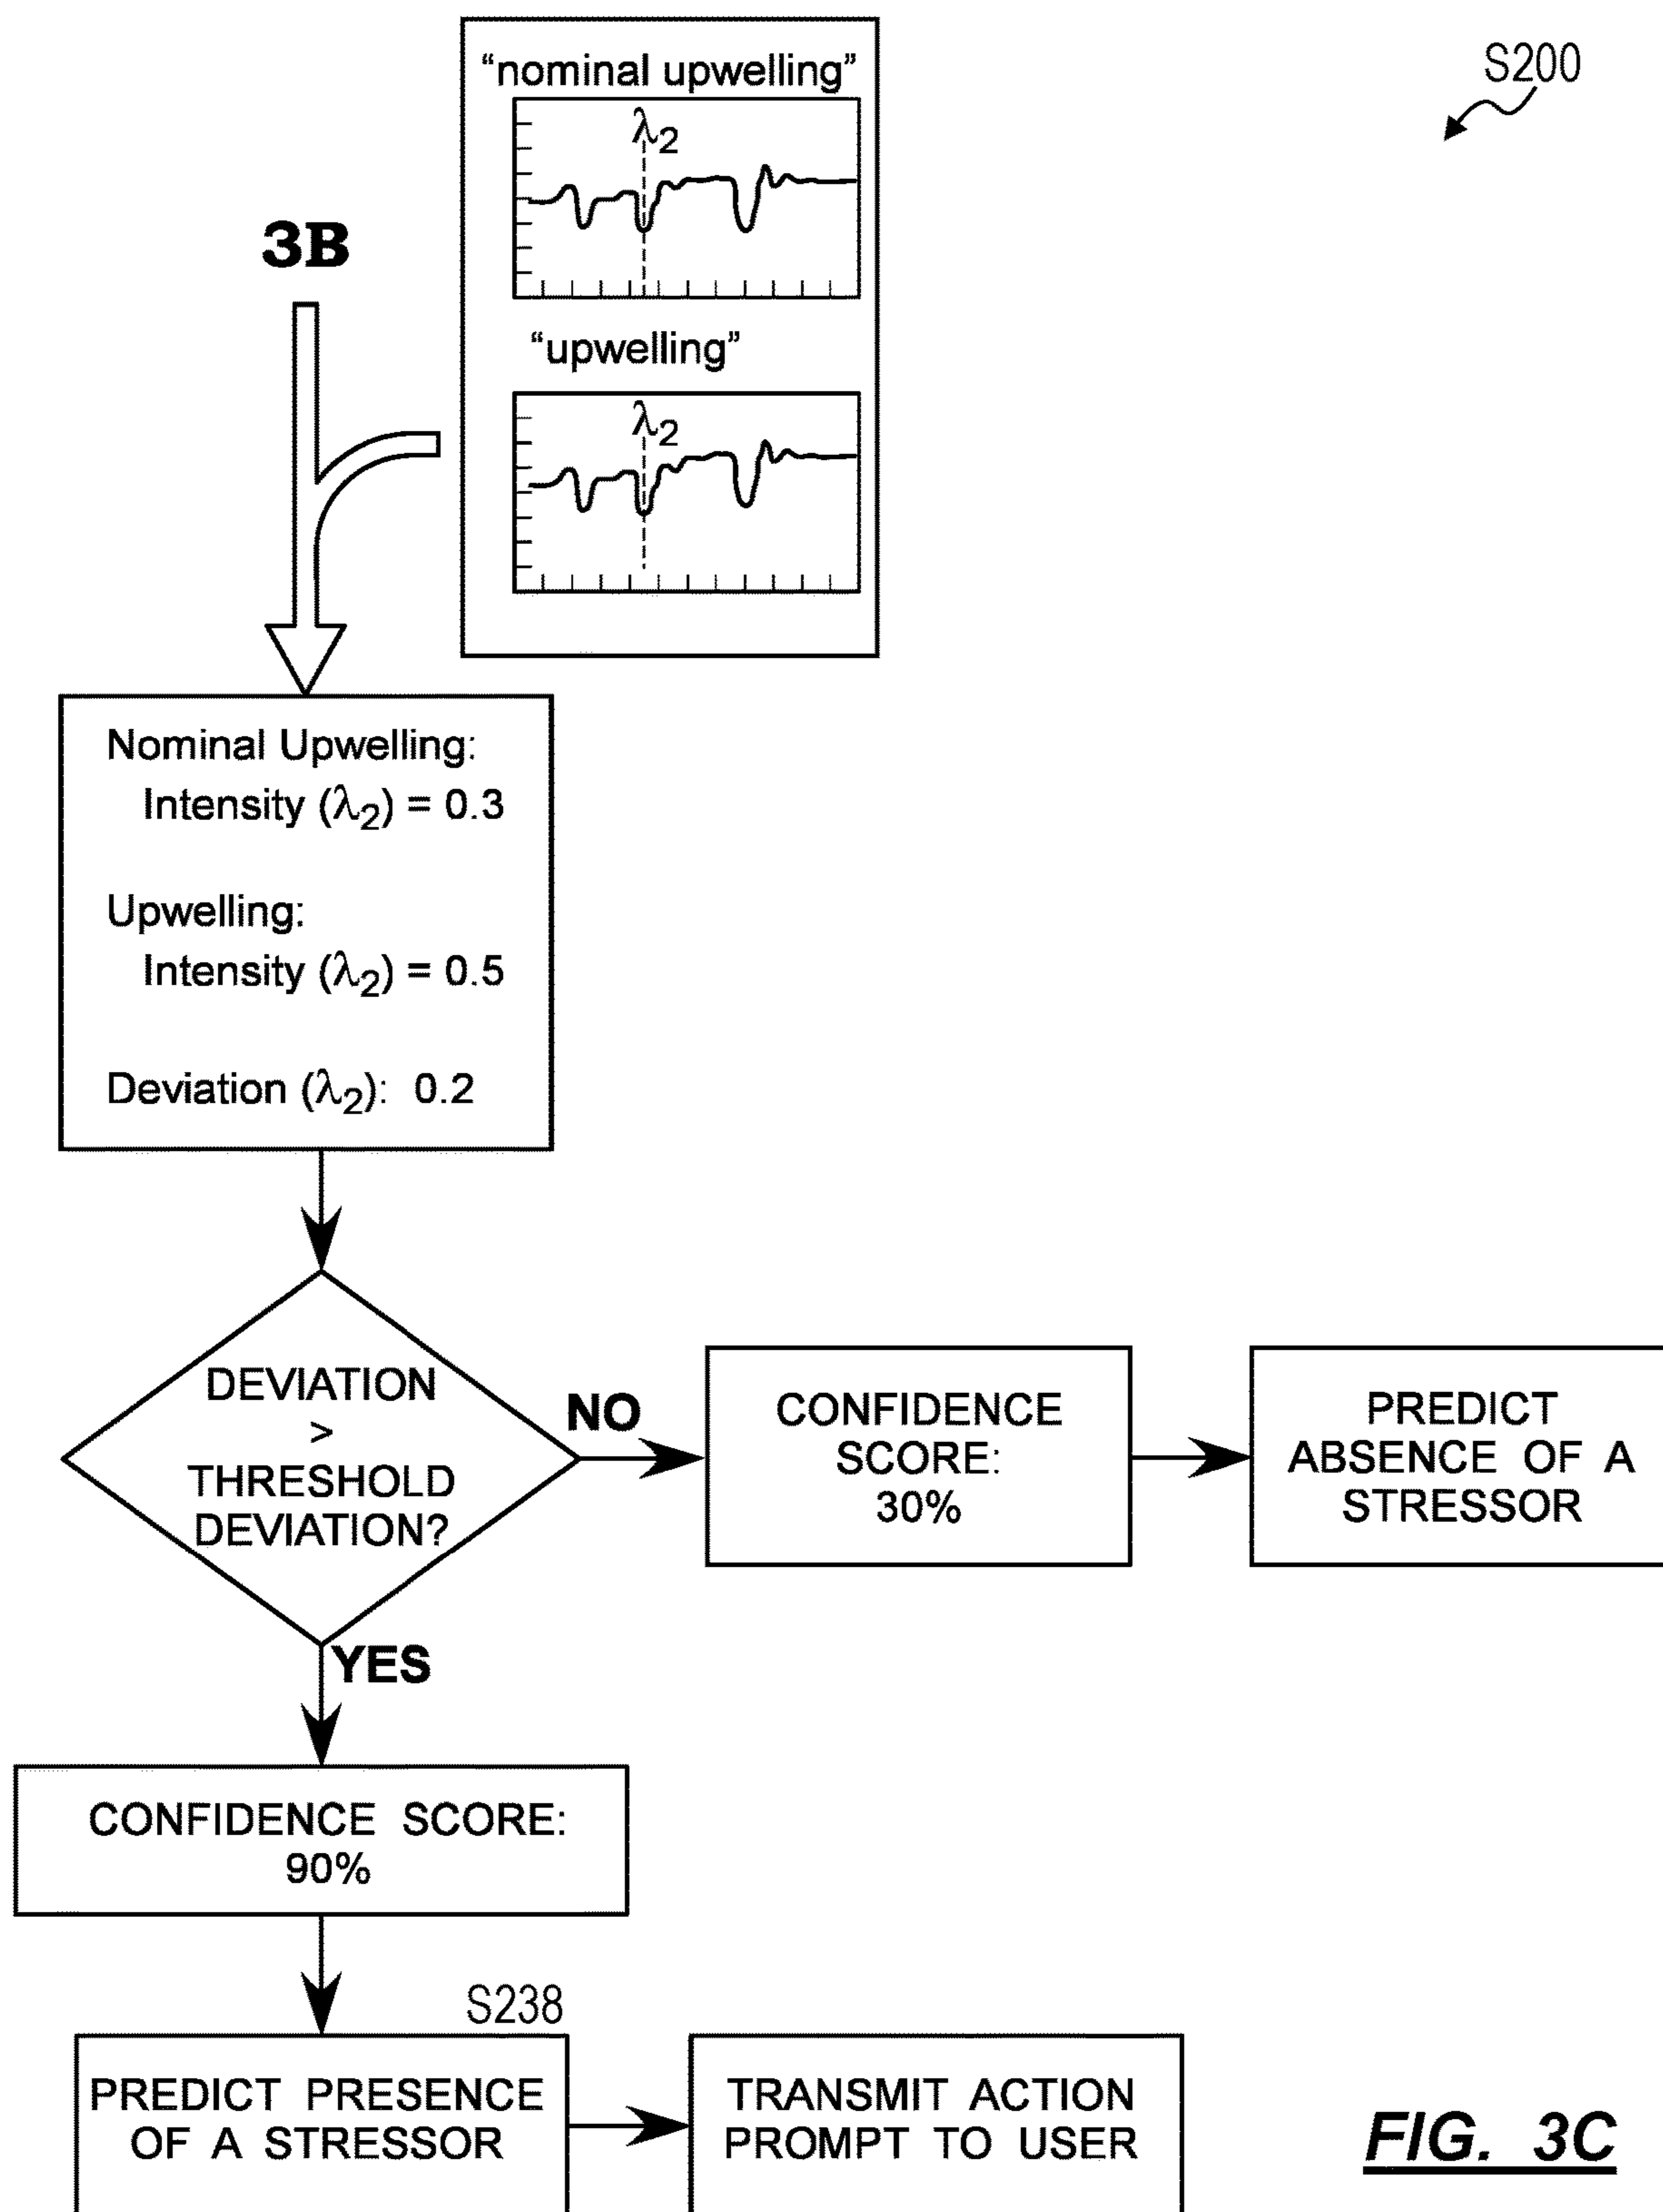 S200
“nominal upwelling”
λ2
3B
“upwelling”
λ2
Nominal Upwelling:
Intensity (λ2) = 0.3
Upwelling:
Intensity (λ2) = 0.5
Deviation (λ2): 0.2
DEVIATION
>
THRESHOLD
DEVIATION?
NO
CONFIDENCE
SCORE:
30%
PREDICT
ABSENCE OF A
STRESSOR
YES
CONFIDENCE SCORE:
90%
S238
PREDICT PRESENCE
OF A STRESSOR
TRANSMIT ACTION
PROMPT TO USER
FIG. 3C